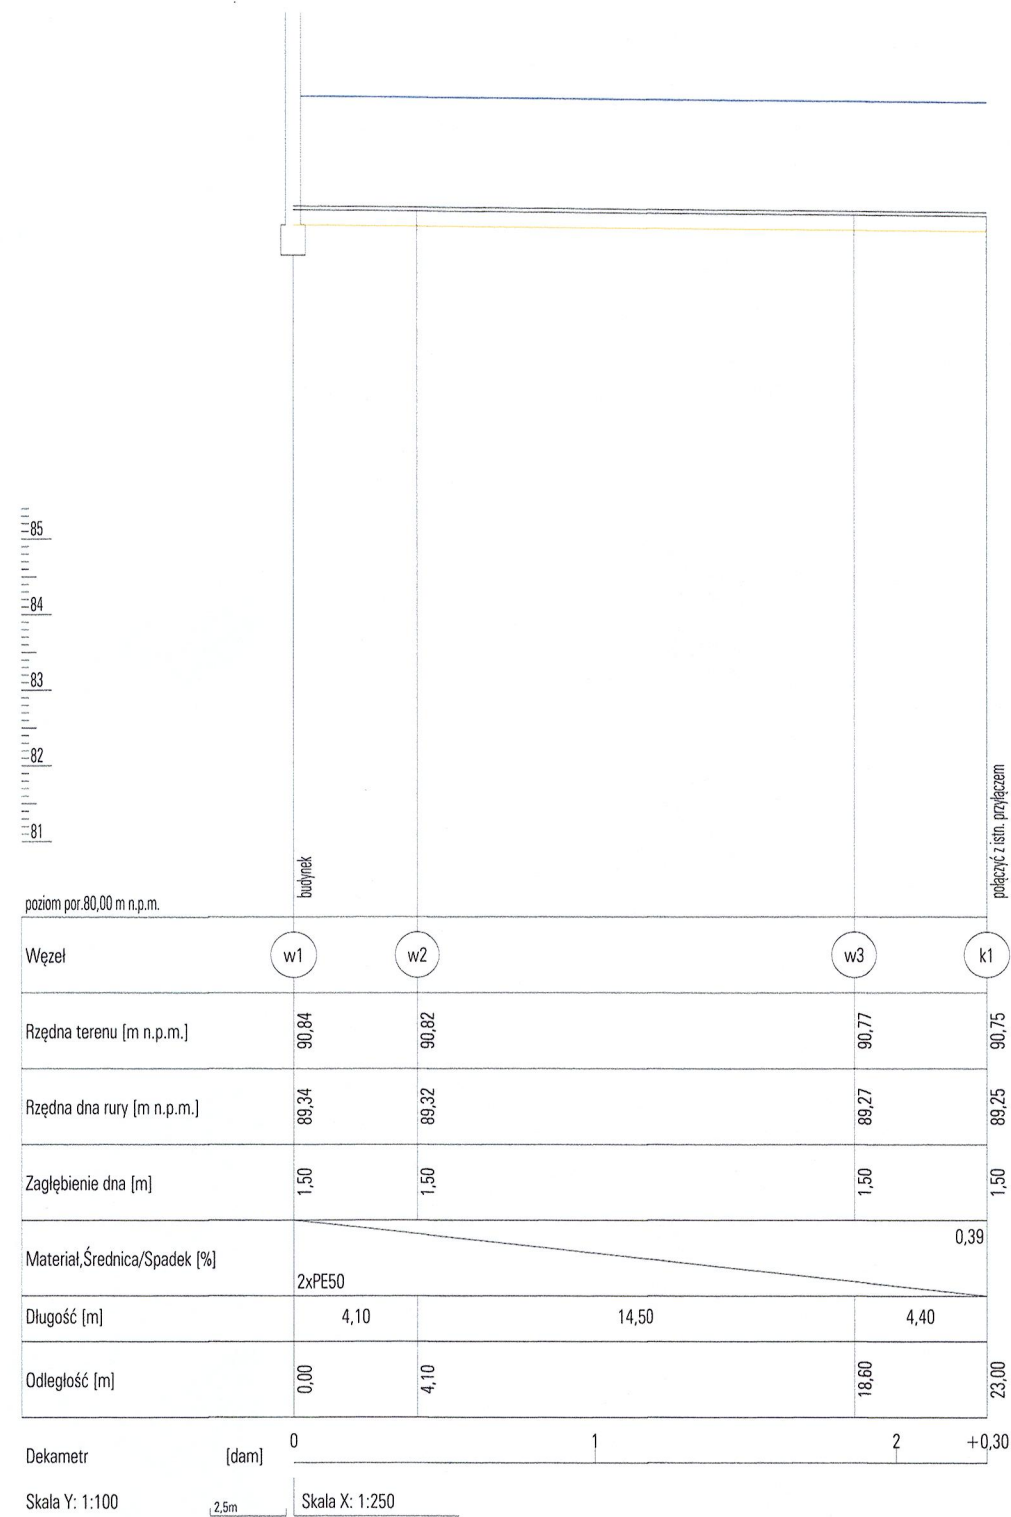 85
84
83
82
81
budynek
połączyć z istn. przyłączem
poziom por.80,00 m n.p.m.
Węzeł w1 w2 w3 k1
Rzędna terenu [m n.p.m.] 90,84 90,82 90,77 90,75
Rzędna dna rury [m n.p.m.] 89,34 89,32 89,27 89,25
Zagłębienie dna [m] 1,50 1,50 1,50 1,50
0,39
Materiał,Średnica/Spadek [%]
2xPE50
Długość [m] 4,10 14,50 4,40
Odległość [m] 0,00 4,10 18,60 23,00
0 1 2 +0,30
Dekametr [dam]
Skala Y: 1:100 2,5m Skala X: 1:250